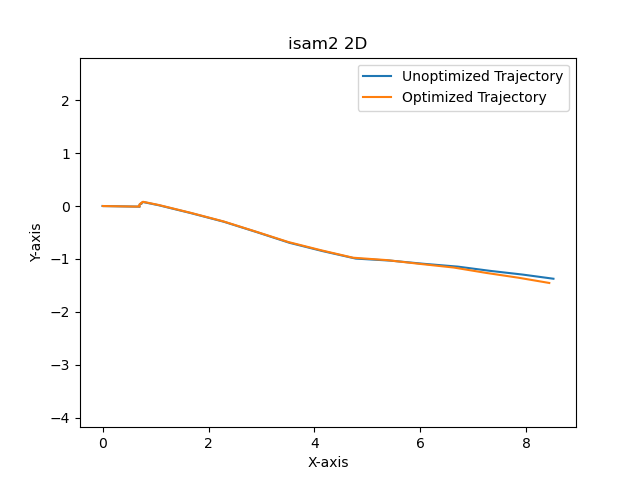 isam2 2D
Unoptimized Trajectory
Optimized Trajectory
Y-axis
2
1
0
−1
−2
−3
−4
0
2
4
6
8
X-axis